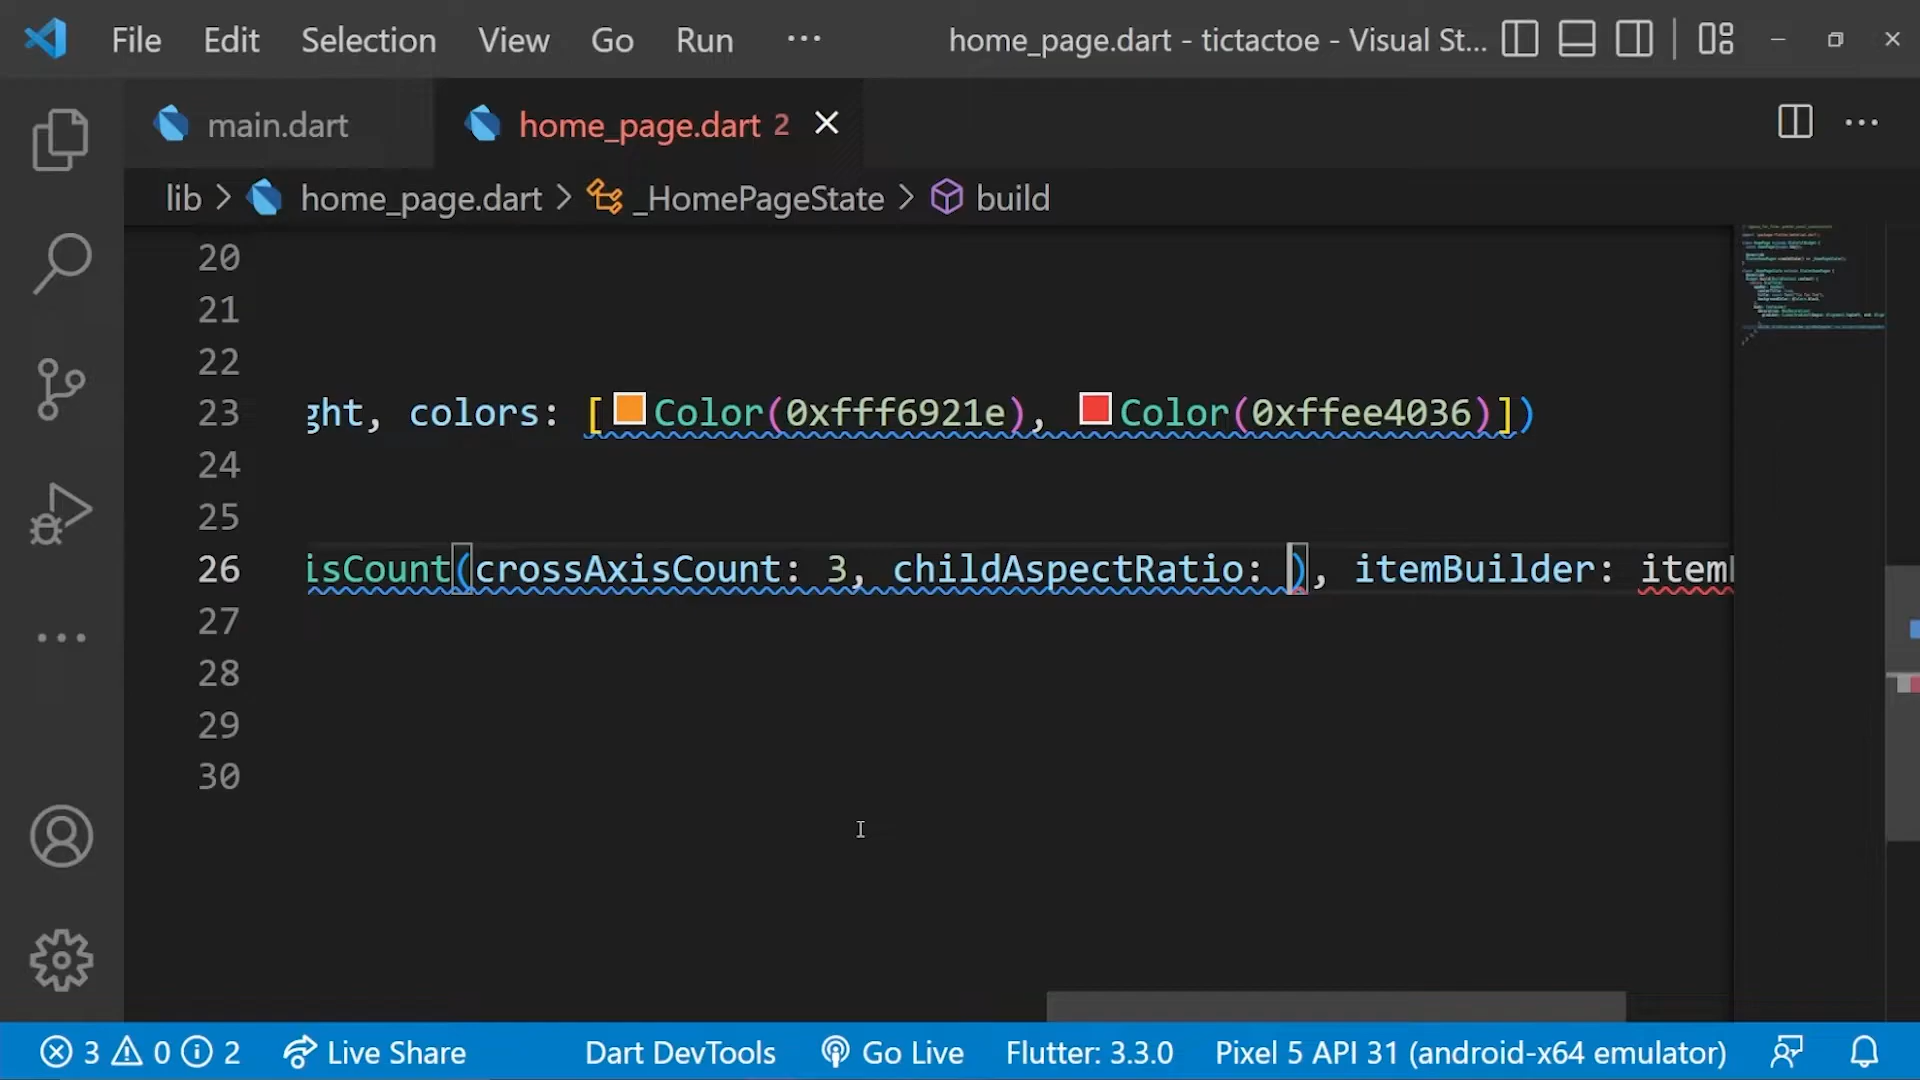 File Edit Selection View Go Run ··· home_page.dart - tictactoe - Visual St...
main.dart home_page.dart 2
lib > home_page.dart > _HomePageState > build
20
21
22
23 ght, colors: [Color(0xfff6921e), Color(0xffee4036)])
24
25
26 isCount(crossAxisCount: 3, childAspectRatio: ), itemBuilder: item
27
28
29
30
3 0 2 Live Share Dart DevTools Go Live Flutter: 3.3.0 Pixel 5 API 31 (android-x64 emulator)